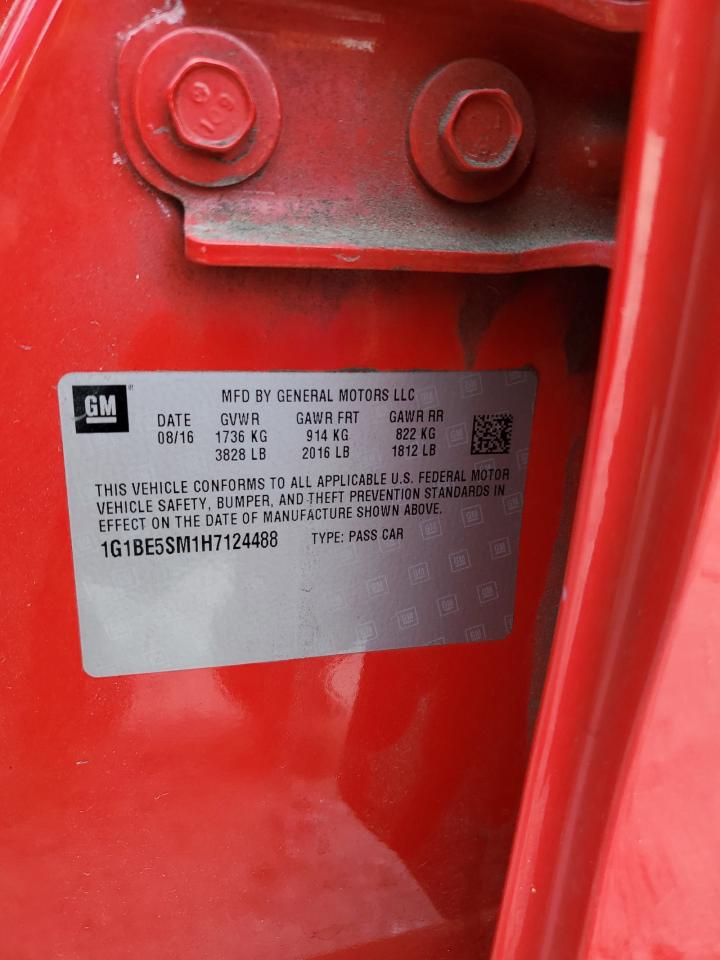 109
GM
MFD BY GENERAL MOTORS LLC
DATE GVWR GAWR FRT GAWR RR
08/16 1736 KG 914 KG 822 KG
3828 LB 2016 LB 1812 LB
THIS VEHICLE CONFORMS TO ALL APPLICABLE U.S. FEDERAL MOTOR
VEHICLE SAFETY, BUMPER, AND THEFT PREVENTION STANDARDS IN
EFFECT ON THE DATE OF MANUFACTURE SHOWN ABOVE.
1G1BE5SM1H7124488 TYPE: PASS CAR